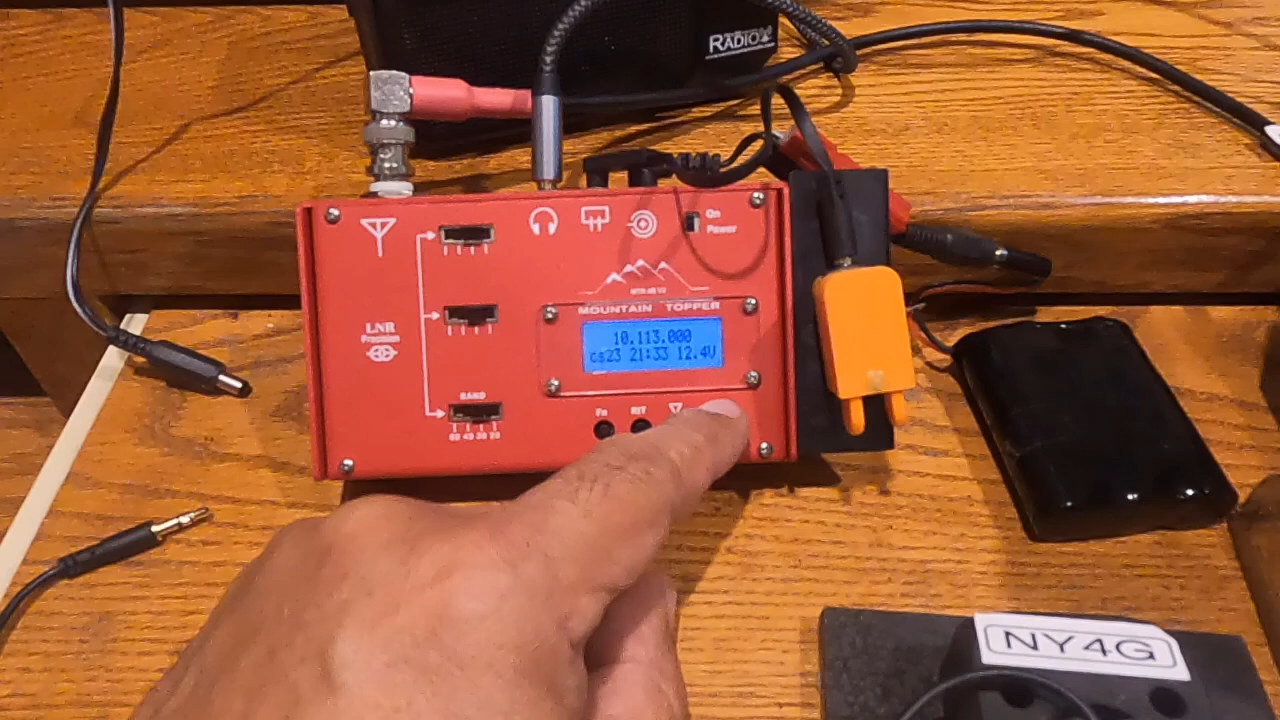 RADIO
On
Power
LNR
Precision
MTR 4B V2
MOUNTAIN TOPPER
10.113.000
cs23 21:33 12.4V
BAND
60 40 30 20
Fn
RIT
NY4G